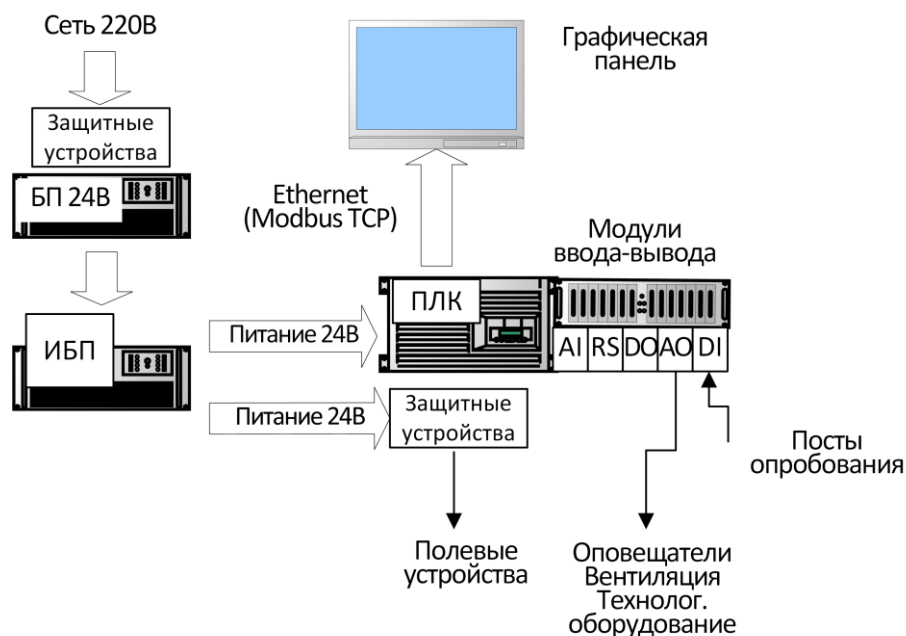 Сеть 220В
Защитные
устройства
БП 24В
ИБП
Графическая
панель
Ethernet
(Modbus TCP)
Модули
ввода-вывода
ПЛК
AI RS DO AO DI
Питание 24В
Питание 24В
Защитные
устройства
Посты
опробования
Полевые
устройства
Оповещатели
Вентиляция
Технолог.
оборудование